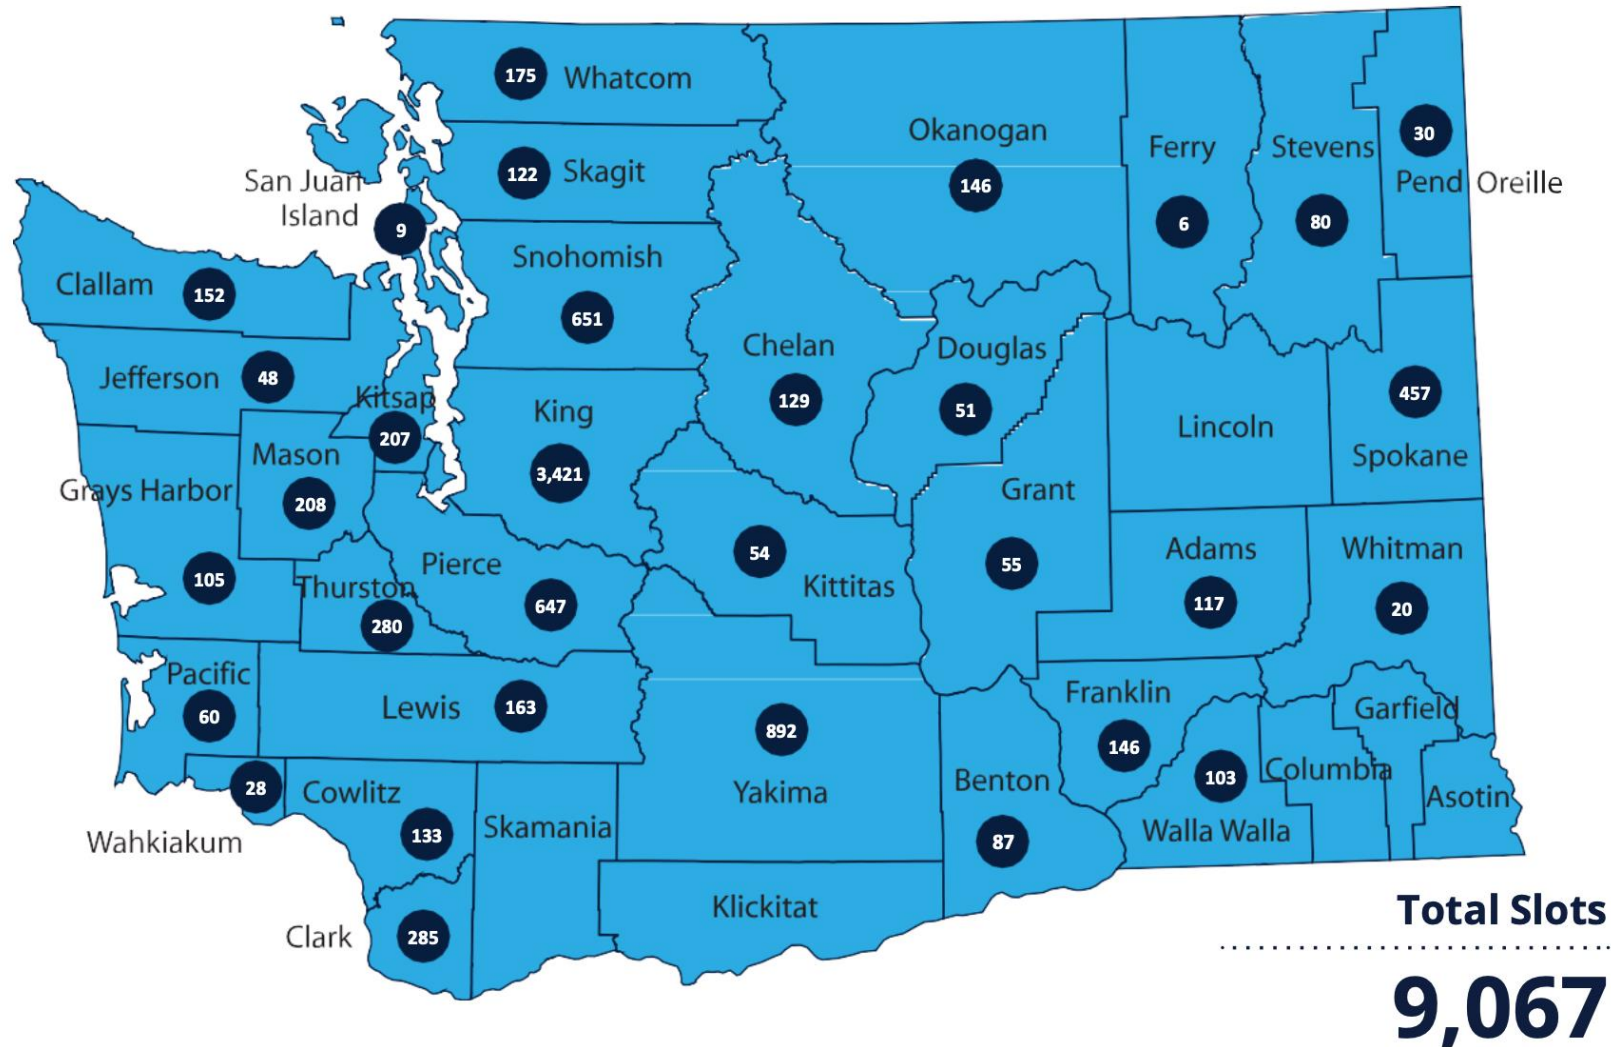 175 Whatcom
Okanogan
146
Ferry
6
Stevens
80
30
Pend Oreille
122 Skagit
San Juan
Island
9
Snohomish
651
Clallam 152
Chelan
129
Douglas
51
Jefferson 48
Kitsap
207
King
3,421
Lincoln
457
Spokane
Mason
208
Grays Harbor
105
Grant
55
54
Kittitas
Adams
117
Whitman
20
Pierce
647
Thurston
280
Pacific
60
Lewis 163
892
Yakima
Franklin
146
Garfield
28
Wahkiakum
Cowlitz
133
Skamania
Benton
87
103
Walla Walla
Columbia
Asotin
Clark 285
Klickitat
Total Slots
9,067